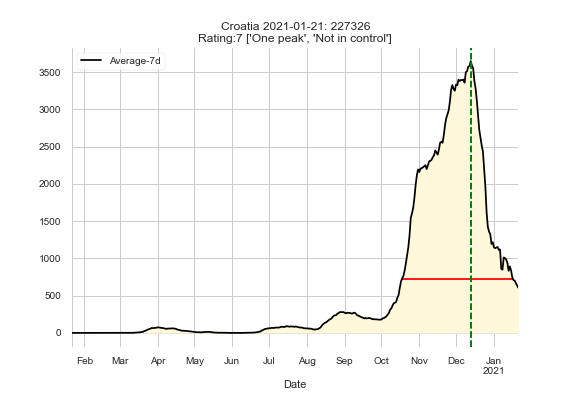 Croatia 2021-01-21: 227326
Rating:7 ['One peak', 'Not in control']
Average-7d
3500
3000
2500
2000
1500
1000
500
0
Feb Mar Apr May Jun Jul Aug Sep Oct Nov Dec Jan
2021
Date